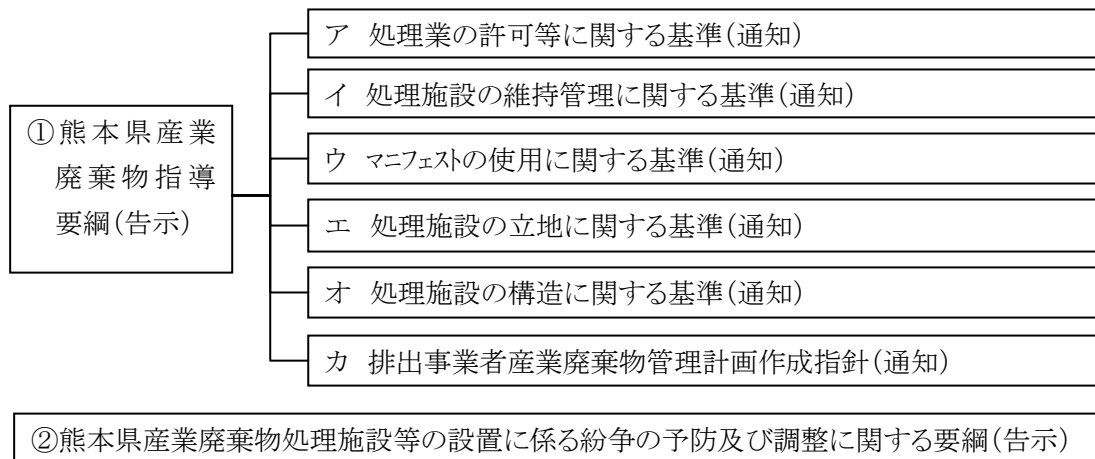 ①熊本県産業
廃棄物指導
要綱(告示)
ア 処理業の許可等に関する基準(通知)
イ 処理施設の維持管理に関する基準(通知)
ウ マニフェストの使用に関する基準(通知)
エ 処理施設の立地に関する基準(通知)
オ 処理施設の構造に関する基準(通知)
カ 排出事業者産業廃棄物管理計画作成指針(通知)
②熊本県産業廃棄物処理施設等の設置に係る紛争の予防及び調整に関する要綱(告示)